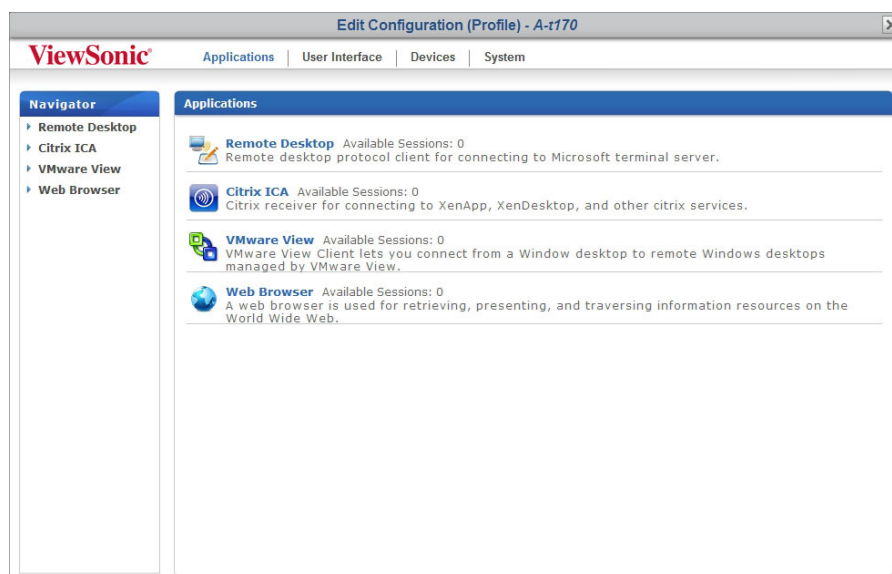 Edit Configuration (Profile) - A-t170
ViewSonic®
Applications | User Interface | Devices | System
Navigator
Remote Desktop
Citrix ICA
VMware View
Web Browser
Applications
Remote Desktop Available Sessions: 0
Remote desktop protocol client for connecting to Microsoft terminal server.
Citrix ICA Available Sessions: 0
Citrix receiver for connecting to XenApp, XenDesktop, and other citrix services.
VMware View Available Sessions: 0
VMware View Client lets you connect from a Window desktop to remote Windows desktops
managed by VMware View.
Web Browser Available Sessions: 0
A web browser is used for retrieving, presenting, and traversing information resources on the
World Wide Web.